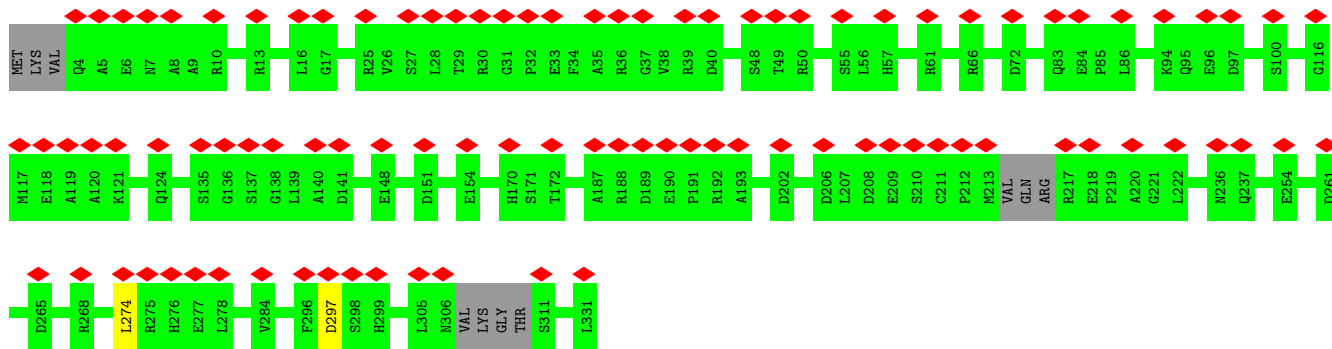 MET LYS VAL Q4 A5 E6 N7 A8 A9 R10 R13 L16 G17 R25 V26 S27 L28 T29 R30 G31 P32 E33 F34 A35 R36 G37 V38 R39 D40 S48 T49 R50 S55 L56 H57 R61 R66 D72 Q83 E84 P85 L86 K94 Q95 E96 D97 S100 G116
M117 E118 A119 A120 K121 Q124 S135 G136 S137 G138 L139 A140 D141 E148 D151 E154 H170 S171 T172 A187 R188 D189 E190 P191 R192 A193 D202 D206 L207 D208 E209 S210 C211 P212 M213 VAL GLN ARG R217 E218 P219 A220 G221 L222 N236 Q237 E254 D261
D265 R268 L274 R275 H276 E277 L278 V284 F296 D297 S298 H299 L305 N306 VAL LYS GLY THR S311 L331